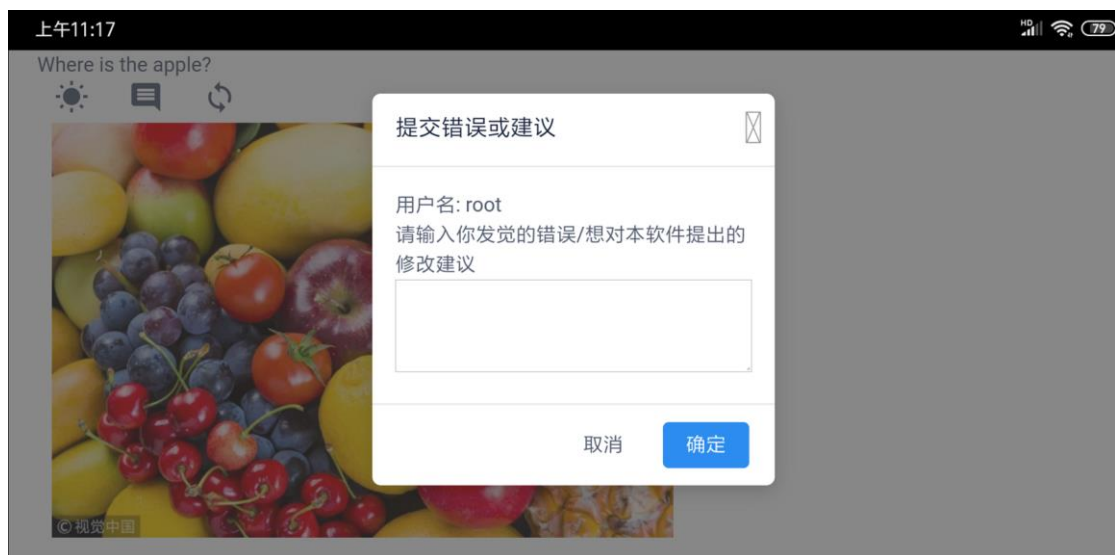 上午11:17
HD
79
Where is the apple?
提交错误或建议
用户名: root
请输入你发觉的错误/想对本软件提出的
修改建议
取消
确定
©视觉中国